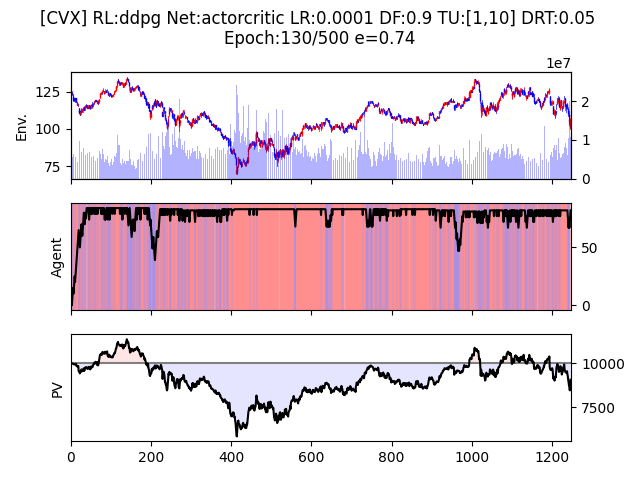 [CVX] RL:ddpg Net:actorcritic LR:0.0001 DF:0.9 TU:[1,10] DRT:0.05
Epoch:130/500 e=0.74
1e7
125
100
75
Env.
2
1
0
Agent
50
0
PV
10000
7500
0 200 400 600 800 1000 1200